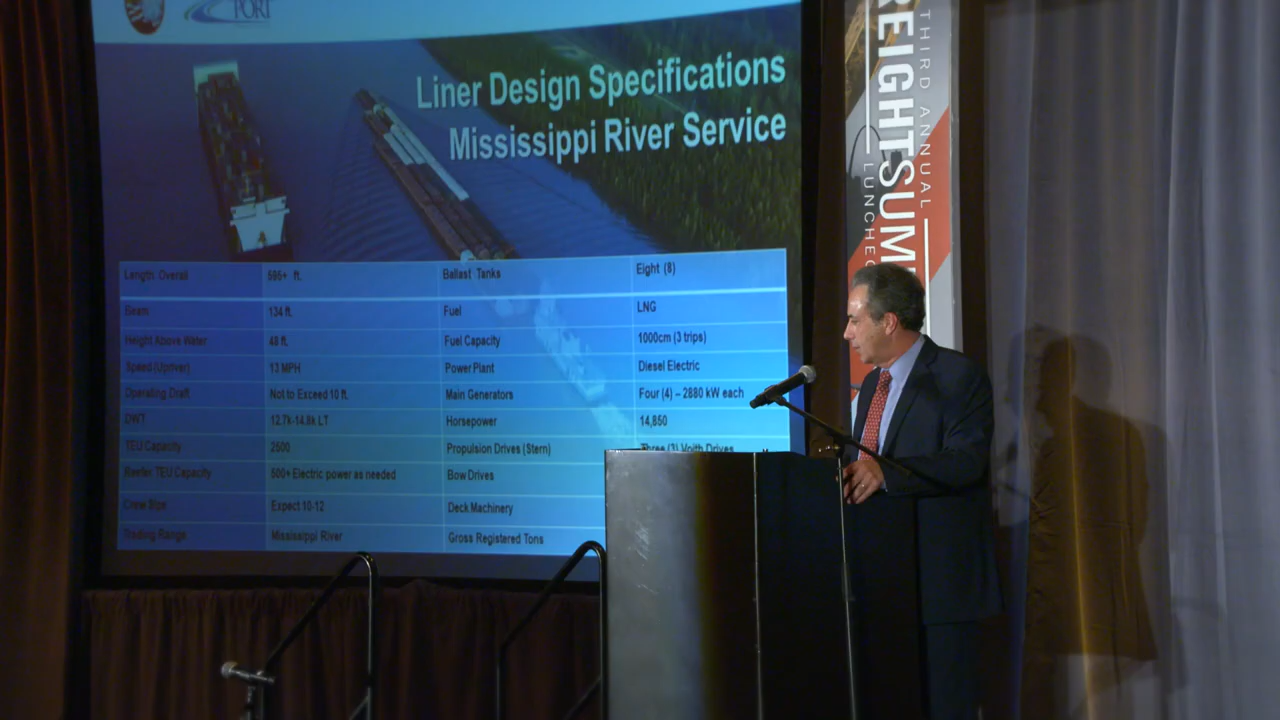 PORT
Liner Design Specifications
Mississippi River Service
Length Overall 595+ ft. Ballast Tanks Eight (8)
Beam 134 ft. Fuel LNG
Height Above Water 48 ft. Fuel Capacity 1000cm (3 trips)
Speed (Upriver) 13 MPH Power Plant Diesel Electric
Operating Draft Not to Exceed 10 ft. Main Generators Four (4) – 2880 kW each
DWT 12.7k-14.8k LT Horsepower 14,850
TEU Capacity 2500 Propulsion Drives (Stern) Three (3) Voith Drives
Reefer TEU Capacity 500+ Electric power as needed Bow Drives
Crew Size Expect 10-12 Deck Machinery
Trading Range Mississippi River Gross Registered Tons
THIRD ANNUAL
REIGHTSUM
LUNCHEO